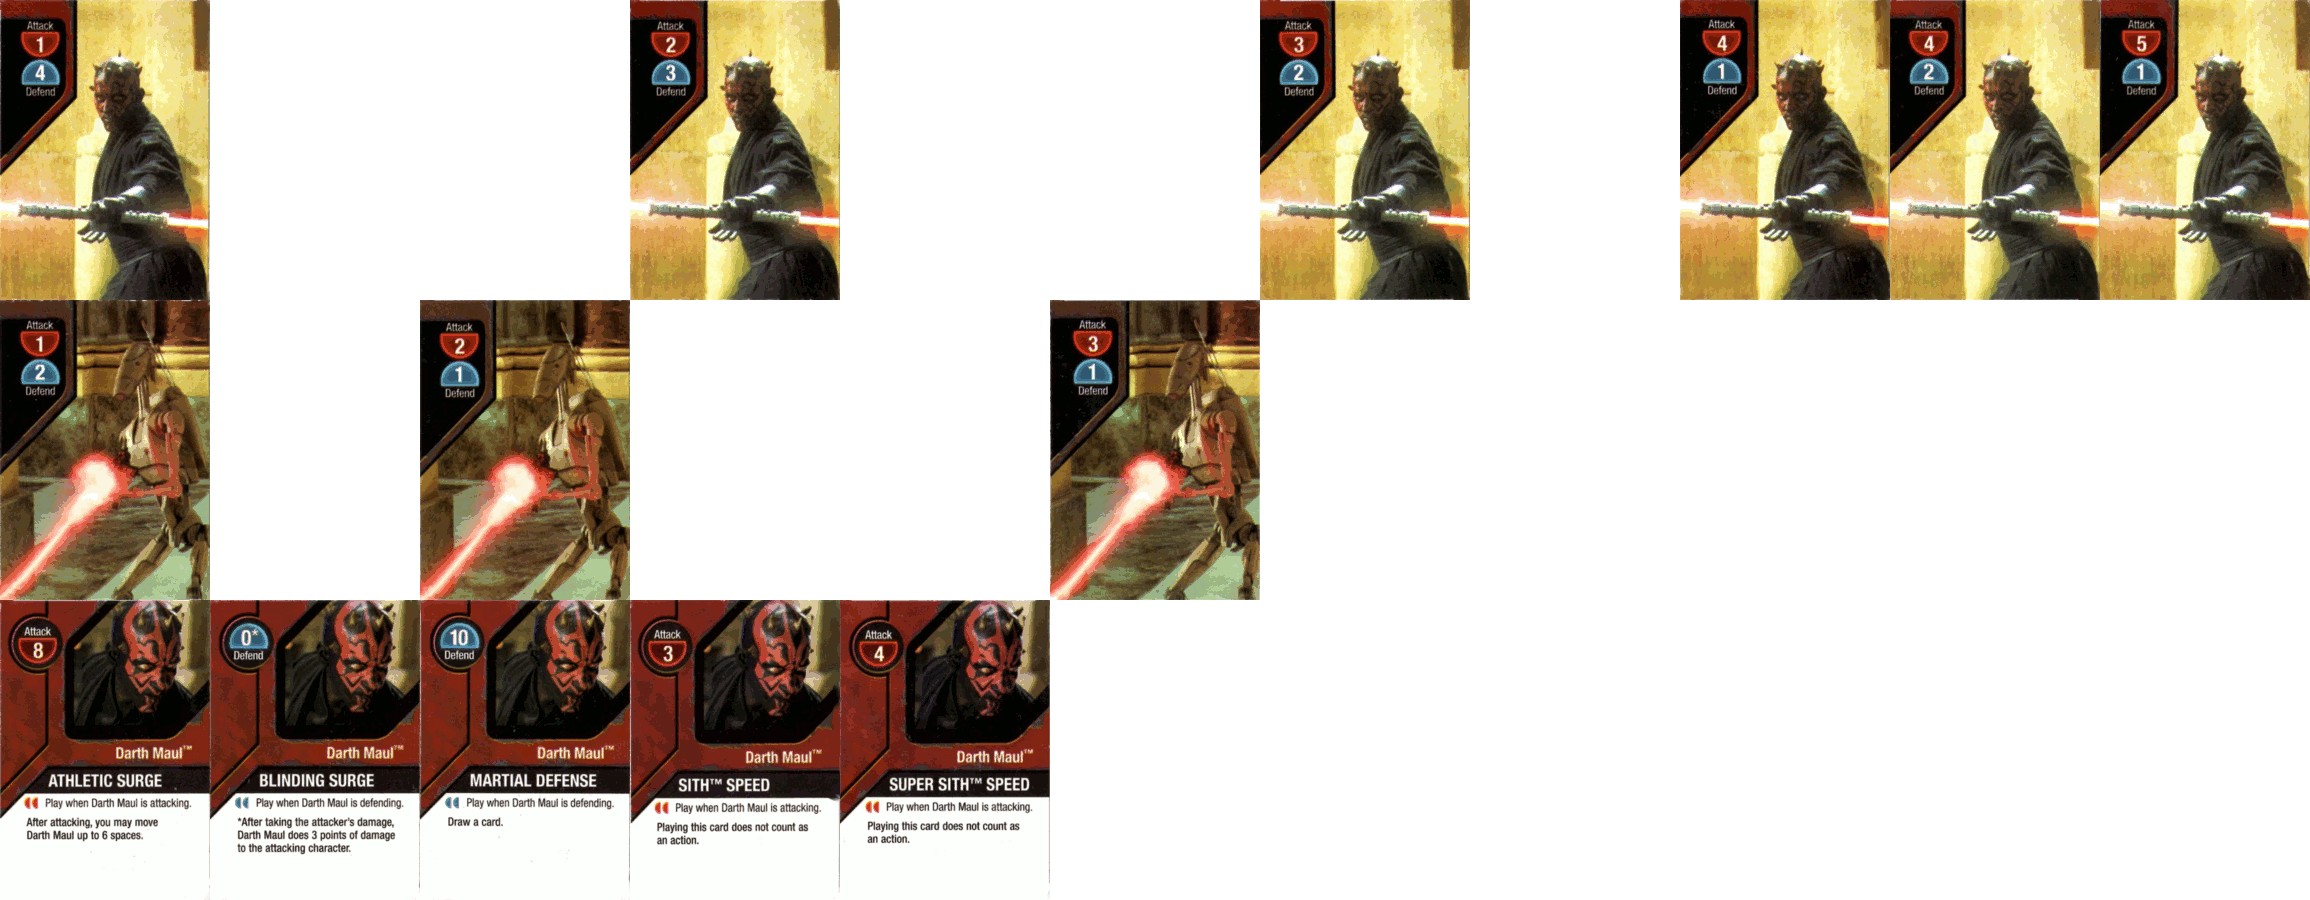 Attack
1
4
Defend
Attack
2
3
Defend
Attack
3
2
Defend
Attack
4
1
Defend
Attack
4
2
Defend
Attack
5
1
Defend
Attack
1
2
Defend
Attack
2
1
Defend
Attack
3
1
Defend
Attack
8
Darth Maul™
ATHLETIC SURGE
Play when Darth Maul is attacking.
After attacking, you may move
Darth Maul up to 6 spaces.
0*
Defend
Darth Maul™
BLINDING SURGE
Play when Darth Maul is defending.
*After taking the attacker's damage,
Darth Maul does 3 points of damage
to the attacking character.
10
Defend
Darth Maul™
MARTIAL DEFENSE
Play when Darth Maul is defending.
Draw a card.
Attack
3
Darth Maul™
SITH™ SPEED
Play when Darth Maul is attacking.
Playing this card does not count as
an action.
Attack
4
Darth Maul™
SUPER SITH™ SPEED
Play when Darth Maul is attacking.
Playing this card does not count as
an action.